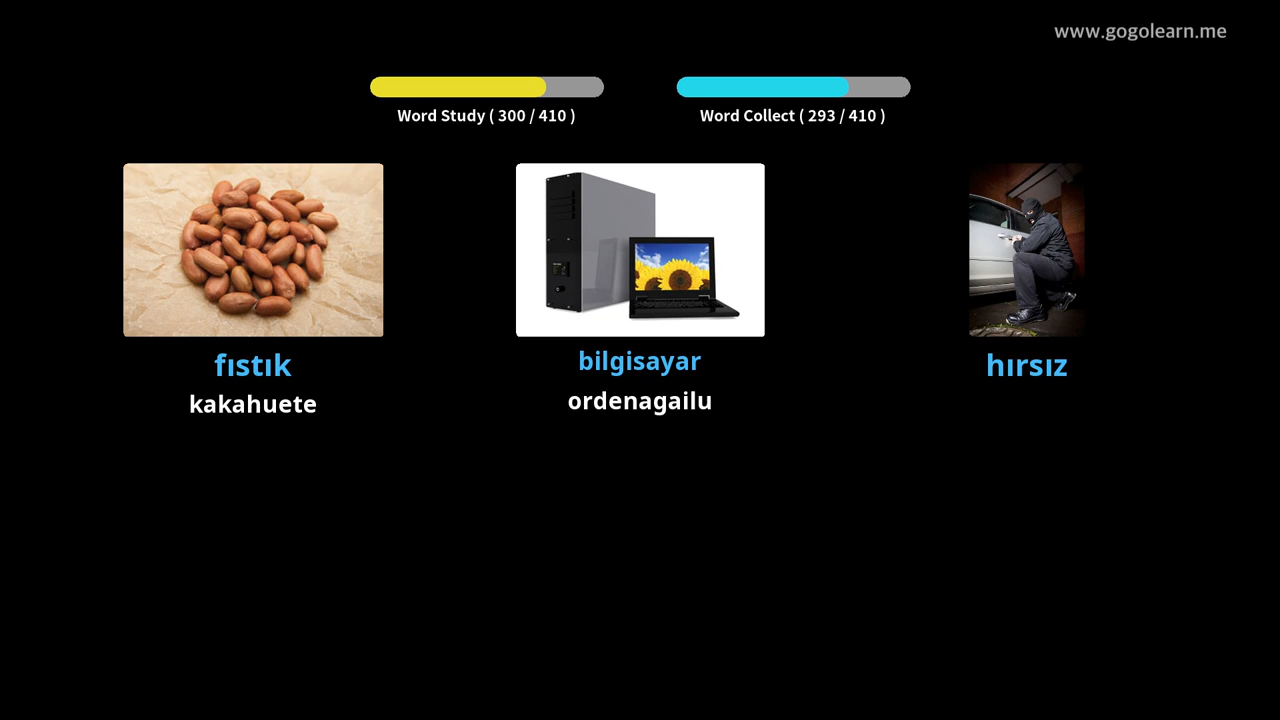 www.gogolearn.me
Word Study ( 300 / 410 )
Word Collect ( 293 / 410 )
fıstık
kakahuete
bilgisayar
ordenagailu
hırsız